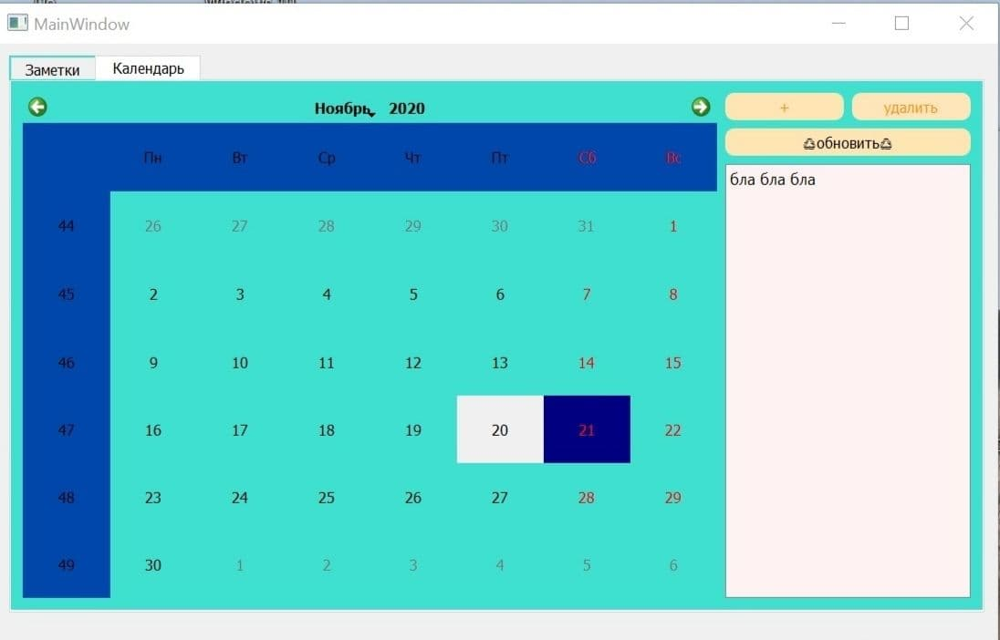 MainWindow
Заметки Календарь
Ноябрь 2020
+ удалить
♺обновить♺
Пн Вт Ср Чт Пт Сб Вс
44 26 27 28 29 30 31 1
45 2 3 4 5 6 7 8
46 9 10 11 12 13 14 15
47 16 17 18 19 20 21 22
48 23 24 25 26 27 28 29
49 30 1 2 3 4 5 6
бла бла бла